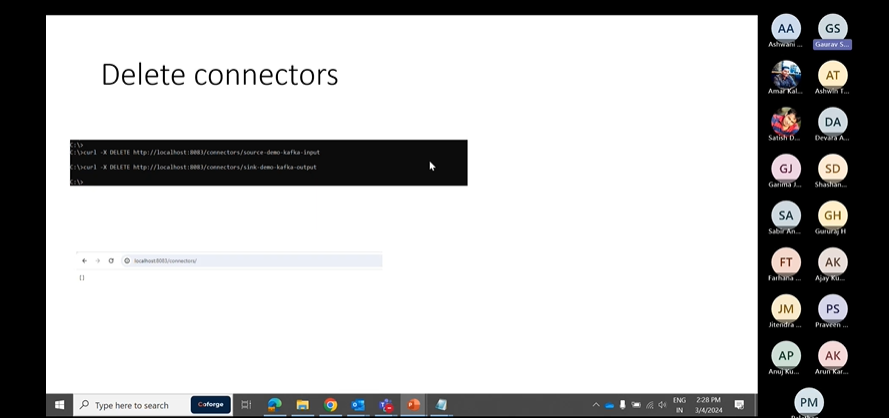 Delete connectors
C:\>
C:\>curl -X DELETE http://localhost:8083/connectors/source-demo-kafka-input
C:\>curl -X DELETE http://localhost:8083/connectors/sink-demo-kafka-output
C:\>
localhost:8083/connectors/
[]
AA
GS
Ashwani ...
Gaurav S...
AT
Amar Kal...
Ashwin T...
DA
Satish D...
Devara A...
GJ
SD
Garima J...
Shashan...
SA
GH
Sabir An...
Gururaj H
FT
AK
Farhana ...
Ajay Ku...
JM
PS
Jitendra ...
Praveen ...
AP
AK
Anuj Ku...
Arun Kar...
PM
Type here to search
Coforge
ENG
IN
2:28 PM
3/4/2024